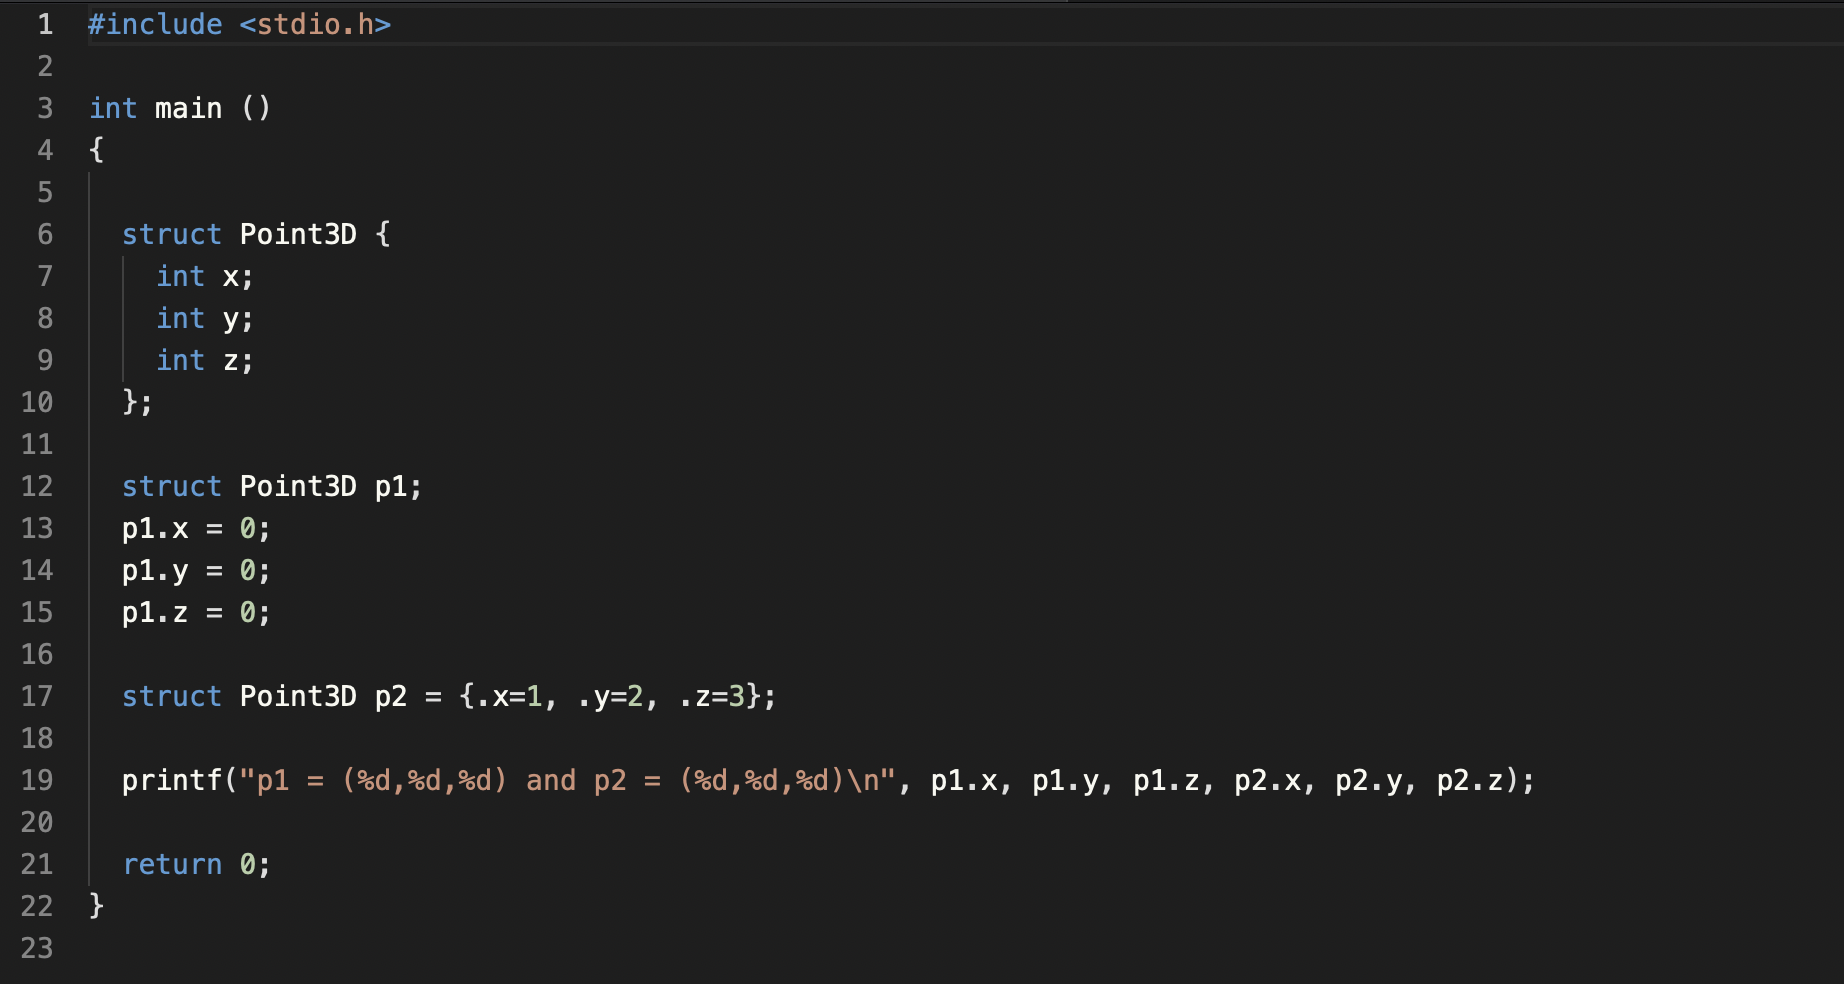 1 #include <stdio.h>
2
3 int main ()
4 {
5
6 struct Point3D {
7 int x;
8 int y;
9 int z;
10 };
11
12 struct Point3D p1;
13 p1.x = 0;
14 p1.y = 0;
15 p1.z = 0;
16
17 struct Point3D p2 = {.x=1, .y=2, .z=3};
18
19 printf("p1 = (%d,%d,%d) and p2 = (%d,%d,%d)\n", p1.x, p1.y, p1.z, p2.x, p2.y, p2.z);
20
21 return 0;
22 }
23